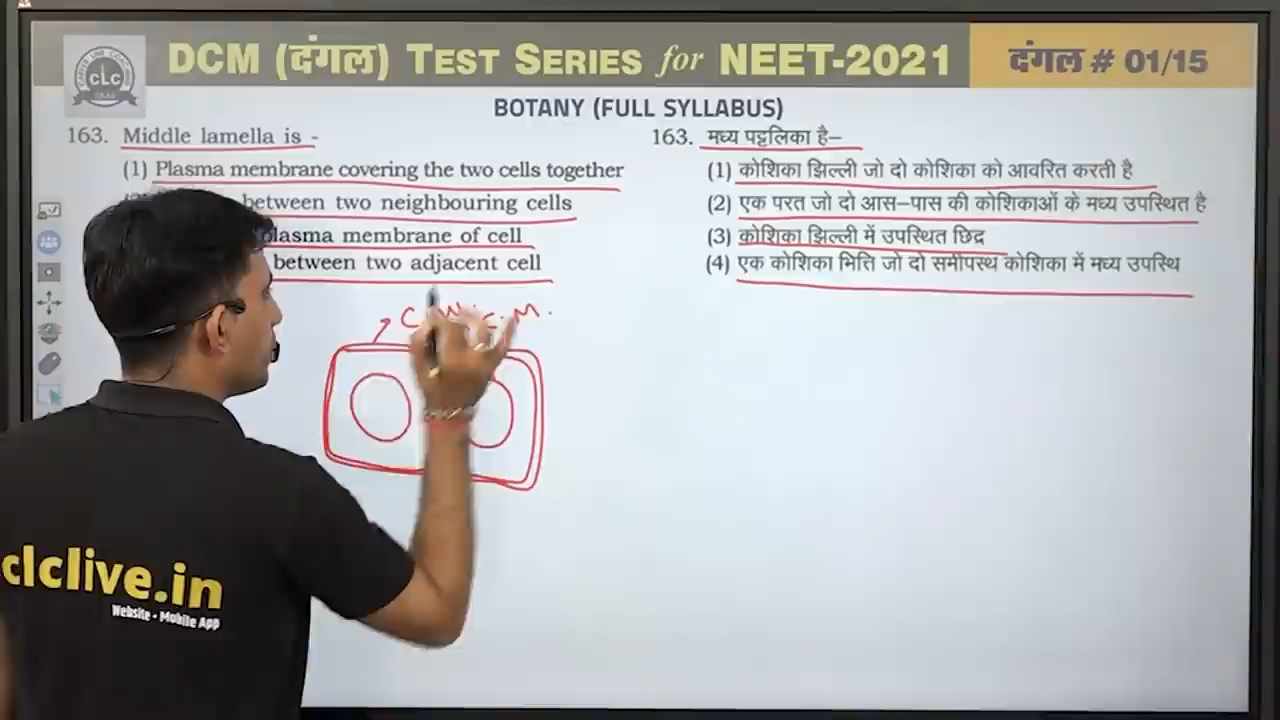 DCM (दंगल) TEST SERIES for NEET-2021
दंगल # 01/15
CLC
BOTANY (FULL SYLLABUS)
163. Middle lamella is -
(1) Plasma membrane covering the two cells together
between two neighbouring cells
plasma membrane of cell
between two adjacent cell
163. मध्य पट्टलिका है–
(1) कोशिका झिल्ली जो दो कोशिका को आवरित करती है
(2) एक परत जो दो आस–पास की कोशिकाओं के मध्य उपस्थित है
(3) कोशिका झिल्ली में उपस्थित छिद्र
(4) एक कोशिका भित्ति जो दो समीपस्थ कोशिका में मध्य उपस्थि
C.M.
clclive.in
Website - Mobile App